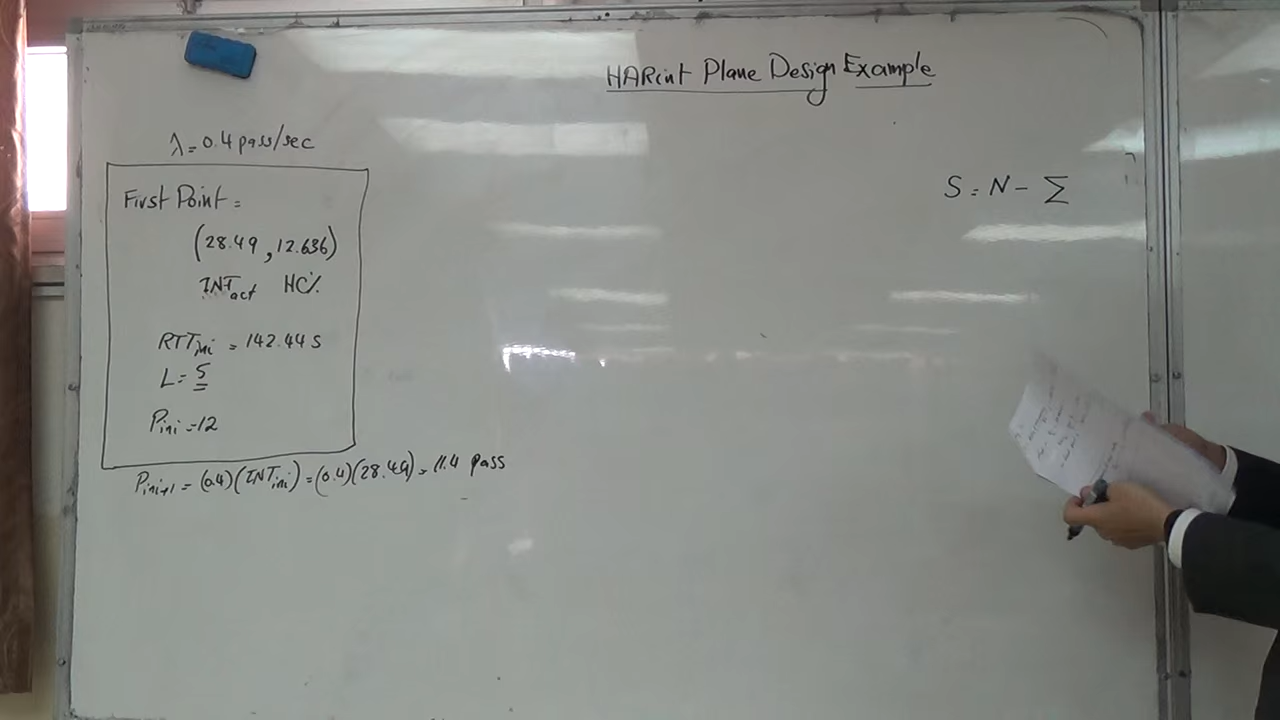 HARint Plane Design Example
λ = 0.4 pass/sec
First Point =
(28.49, 12.636)
INTact HC%
RTTini = 142.44 S
L = 5
Pini = 12
Pini+1 = (0.4)(INTini) = (0.4)(28.49) = 11.4 pass
S = N - Σ